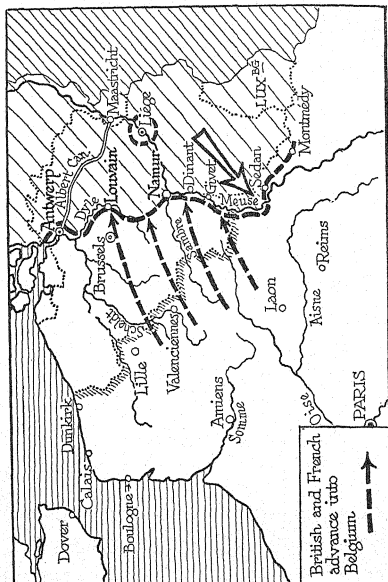 Dover
Calais
Dunkirk
Boulogne
Lille
Scheldt
Valenciennes
Amiens
Somme
Antwerp
Albert Can.
Maastricht
Dyle
Louvain
Brussels
Liége
Namur
Dinant
Givet
Sambre
Meuse
Sedan
LUX BG
Montmédy
Laon
Reims
Aisne
Oise
PARIS
British and French
advance into
Belgium